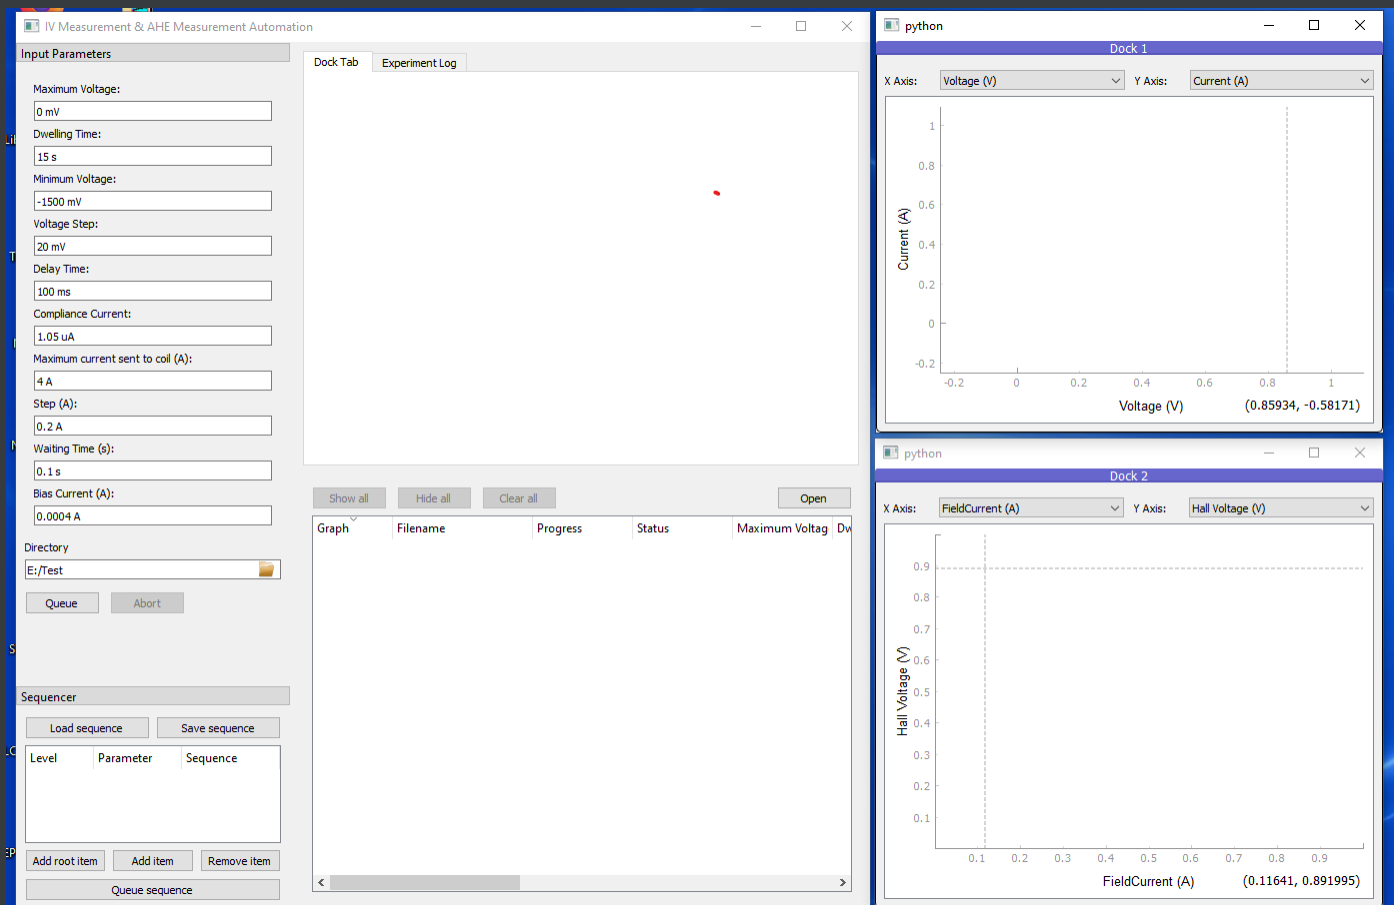 IV Measurement & AHE Measurement Automation
Input Parameters
Maximum Voltage:
0 mV
Dwelling Time:
15 s
Minimum Voltage:
-1500 mV
Voltage Step:
20 mV
Delay Time:
100 ms
Compliance Current:
1.05 uA
Maximum current sent to coil (A):
4 A
Step (A):
0.2 A
Waiting Time (s):
0.1 s
Bias Current (A):
0.0004 A
Directory
E:/Test
Queue Abort
Sequencer
Load sequence Save sequence
Level Parameter Sequence
Add root item Add item Remove item
Queue sequence
Dock Tab Experiment Log
Show all Hide all Clear all Open
Graph Filename Progress Status Maximum Voltag
python
Dock 1
X Axis: Voltage (V) Y Axis: Current (A)
Current (A)
1
0.8
0.6
0.4
0.2
0
-0.2
-0.2 0 0.2 0.4 0.6 0.8 1
Voltage (V) (0.85934, -0.58171)
python
Dock 2
X Axis: FieldCurrent (A) Y Axis: Hall Voltage (V)
Hall Voltage (V)
0.9
0.8
0.7
0.6
0.5
0.4
0.3
0.2
0.1
0.1 0.2 0.3 0.4 0.5 0.6 0.7 0.8 0.9
FieldCurrent (A) (0.11641, 0.891995)